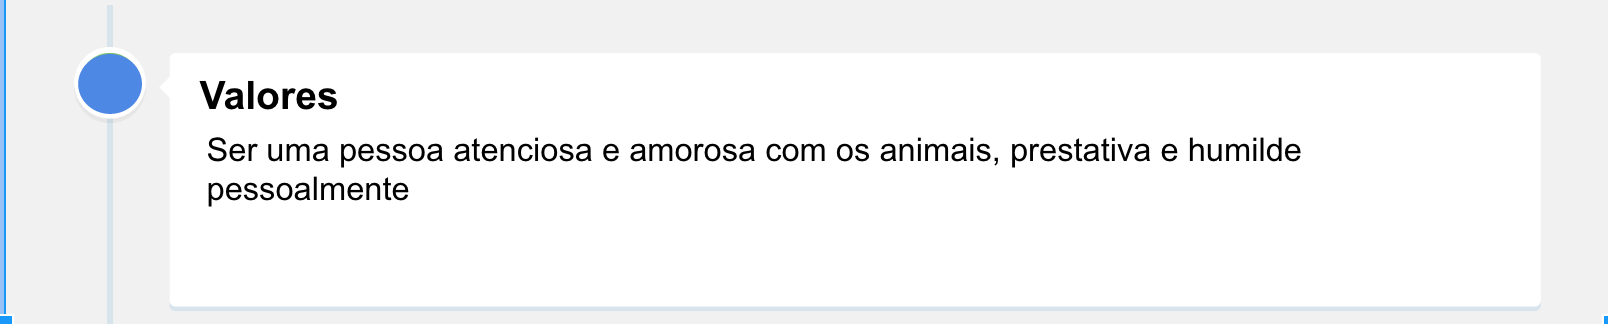 Valores
Ser uma pessoa atenciosa e amorosa com os animais, prestativa e humilde
pessoalmente